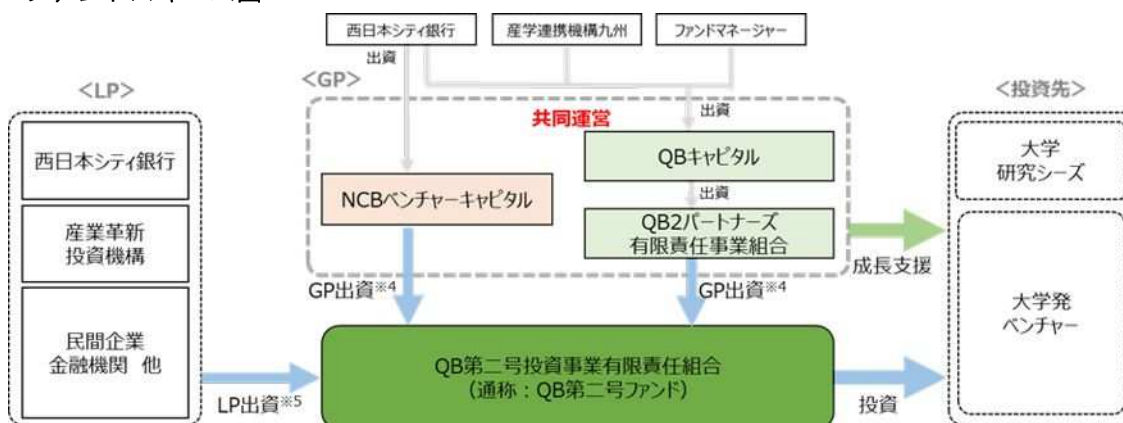 西日本シティ銀行
産学連携機構九州
ファンドマネージャー
出資
<GP>
<LP>
<投資先>
共同運営
出資
西日本シティ銀行
QBキャピタル
大学
研究シーズ
出資
NCBベンチャーキャピタル
産業革新
投資機構
QB2パートナーズ
有限責任事業組合
成長支援
GP出資※4
GP出資※4
大学発
ベンチャー
民間企業
金融機関 他
QB第二号投資事業有限責任組合
(通称:QB第二号ファンド)
LP出資※5
投資